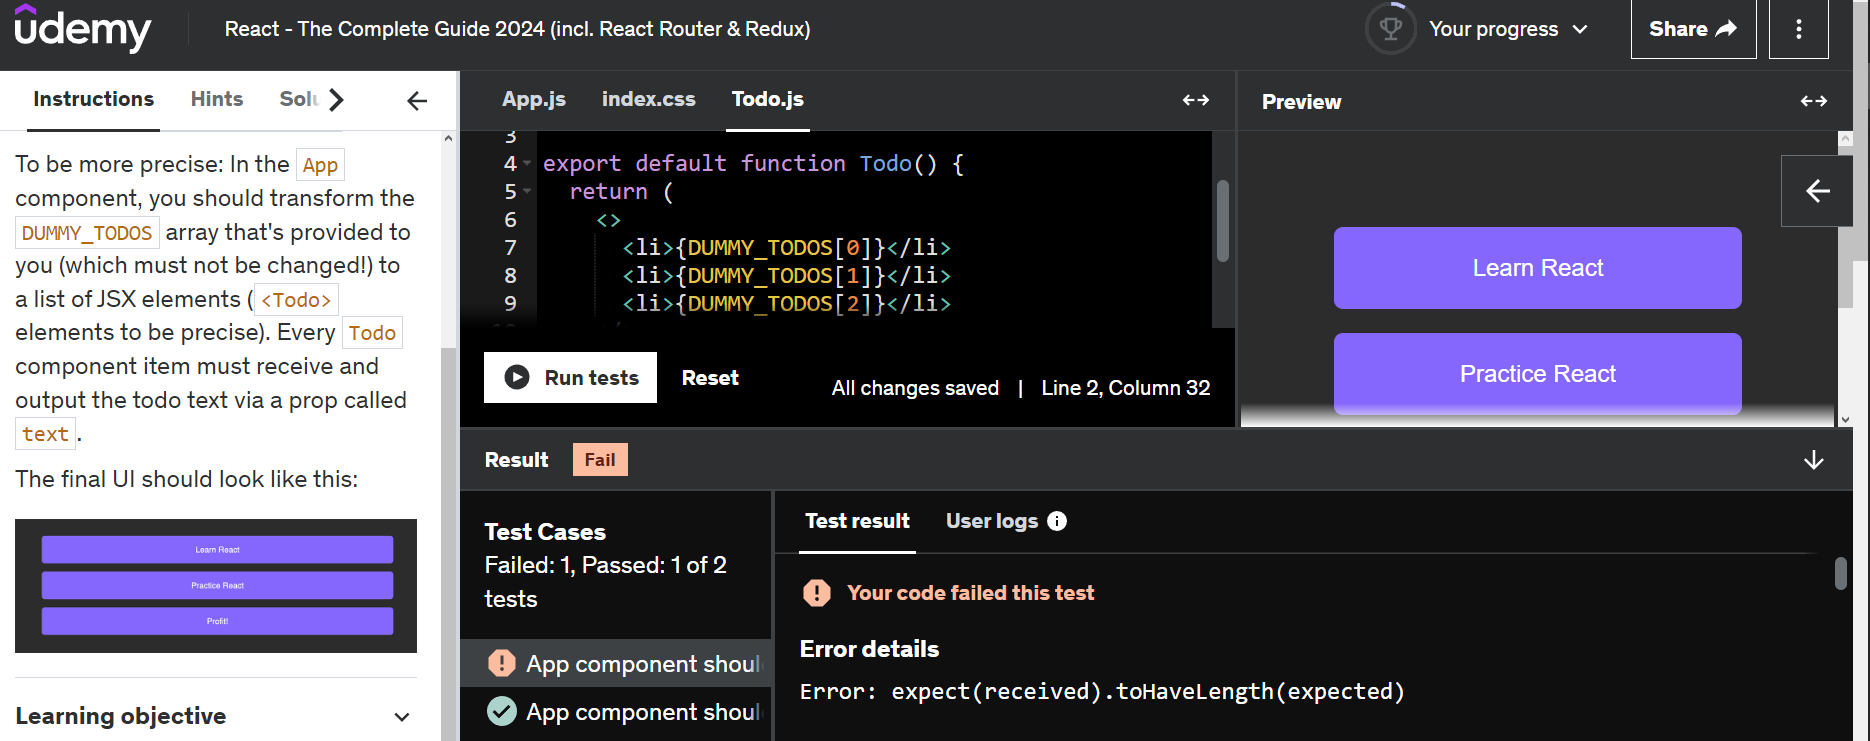 udemy
React - The Complete Guide 2024 (incl. React Router & Redux)
Your progress
Share
Instructions
Hints
Solu
To be more precise: In the App
component, you should transform the
DUMMY_TODOS array that's provided to
you (which must not be changed!) to
a list of JSX elements ( <Todo>
elements to be precise). Every Todo
component item must receive and
output the todo text via a prop called
text .
The final UI should look like this:
Learn React
Practice React
Profit!
Learning objective
App.js
index.css
Todo.js
3
4 export default function Todo() {
5 return (
6 <>
7 <li>{DUMMY_TODOS[0]}</li>
8 <li>{DUMMY_TODOS[1]}</li>
9 <li>{DUMMY_TODOS[2]}</li>
Run tests
Reset
All changes saved | Line 2, Column 32
Preview
Learn React
Practice React
Result
Fail
Test Cases
Failed: 1, Passed: 1 of 2
tests
App component shoul
App component shoul
Test result
User logs
Your code failed this test
Error details
Error: expect(received).toHaveLength(expected)